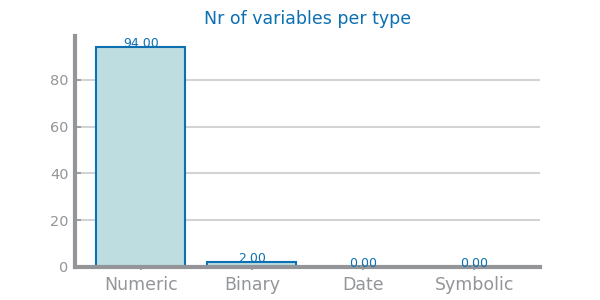 Nr of variables per type
94.00
80
60
40
20
0
2.00
0.00
0.00
Numeric
Binary
Date
Symbolic